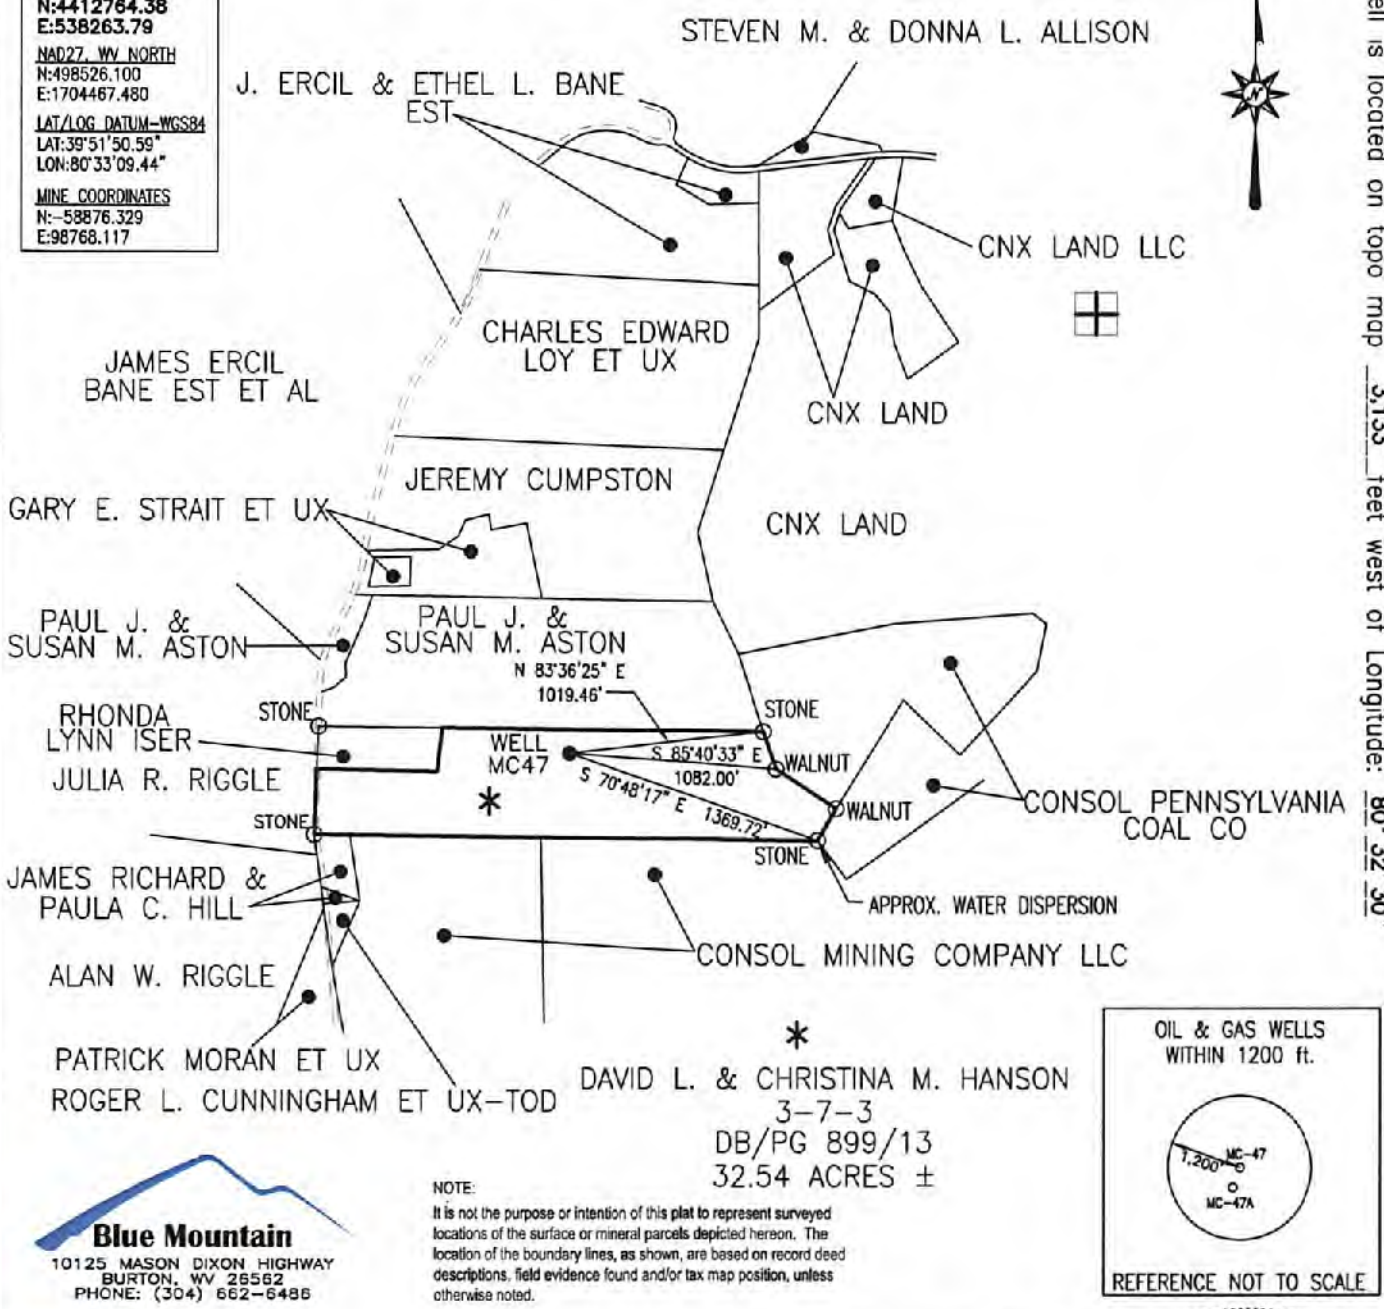 N:4412764.38
E:538263.79
NAD27, WV NORTH
N:498526.100
E:1704467.480
LAT/LOG DATUM-WGS84
LAT:39°51'50.59"
LON:80°33'09.44"
MINE COORDINATES
N:-58876.329
E:98768.117
STEVEN M. & DONNA L. ALLISON
J. ERCIL & ETHEL L. BANE
EST
N
CNX LAND LLC
CHARLES EDWARD
LOY ET UX
JAMES ERCIL
BANE EST ET AL
CNX LAND
JEREMY CUMPSTON
GARY E. STRAIT ET UX
CNX LAND
PAUL J. &
SUSAN M. ASTON
PAUL J. &
SUSAN M. ASTON
N 83°36'25" E
1019.46'
STONE
STONE
RHONDA
LYNN ISER
JULIA R. RIGGLE
WELL
MC47
S 85°40'33" E
1082.00'
WALNUT
S 70°48'17" E 1369.72'
WALNUT
CONSOL PENNSYLVANIA
COAL CO
STONE
STONE
JAMES RICHARD &
PAULA C. HILL
APPROX. WATER DISPERSION
CONSOL MINING COMPANY LLC
ALAN W. RIGGLE
PATRICK MORAN ET UX
ROGER L. CUNNINGHAM ET UX-TOD
*
*
DAVID L. & CHRISTINA M. HANSON
3-7-3
DB/PG 899/13
32.54 ACRES ±
OIL & GAS WELLS
WITHIN 1200 ft.
1,200'
MC-47
MC-47A
REFERENCE NOT TO SCALE
Blue Mountain
10125 MASON DIXON HIGHWAY
BURTON, WV 26562
PHONE: (304) 662-6486
NOTE:
It is not the purpose or intention of this plat to represent surveyed
locations of the surface or mineral parcels depicted hereon. The
location of the boundary lines, as shown, are based on record deed
descriptions, field evidence found and/or tax map position, unless
otherwise noted.
is located on topo map 3,133 feet west of Longitude: 80° 32' 30"